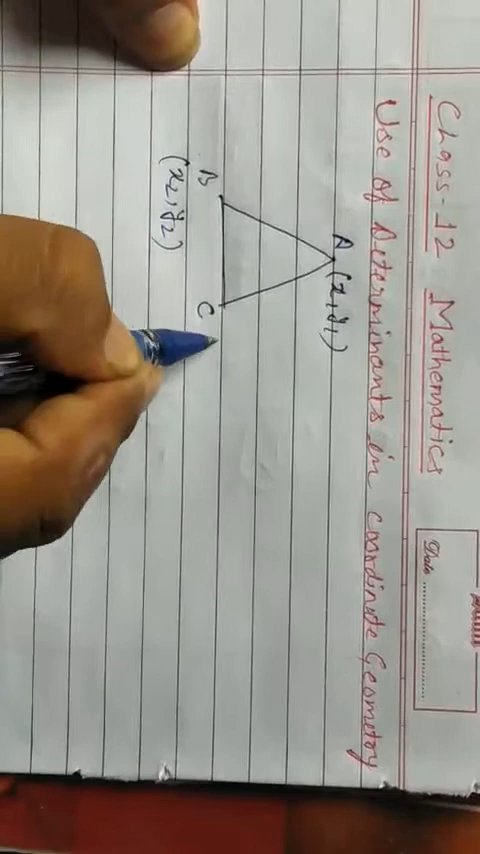 Date ..........................
Class-12 Mathematics
Use of Determinants in coordinate Geometry
A (x1, y1)
B
C
(x2, y2)